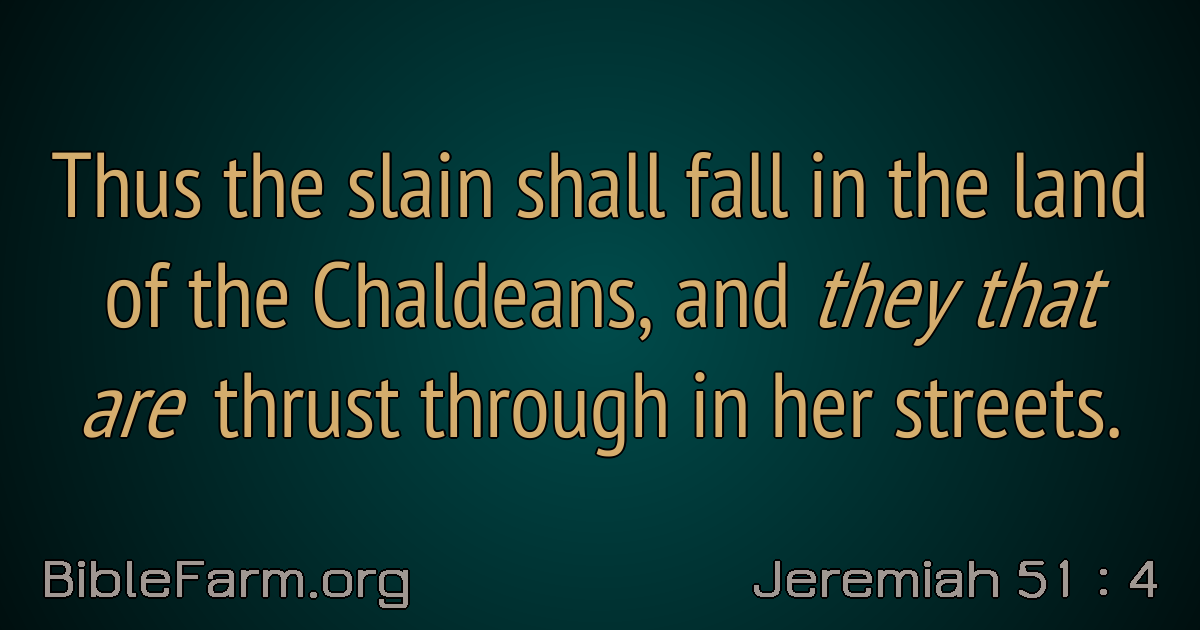 Thus the slain shall fall in the land
of the Chaldeans, and they that
are thrust through in her streets.
BibleFarm.org
Jeremiah 51 : 4